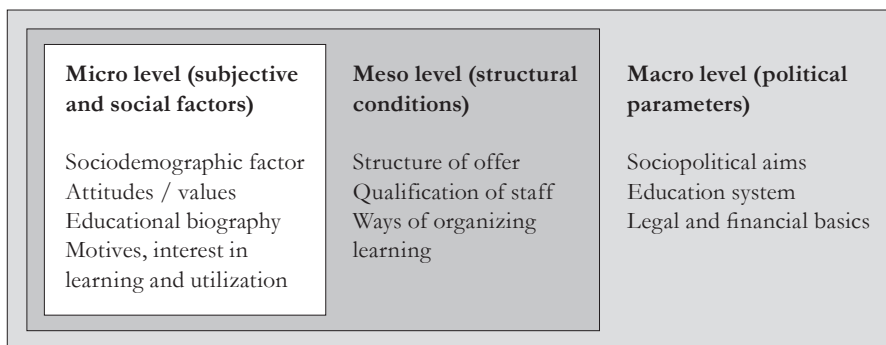 Micro level (subjective
and social factors)
Sociodemographic factor
Attitudes / values
Educational biography
Motives, interest in
learning and utilization
Meso level (structural
conditions)
Structure of offer
Qualification of staff
Ways of organizing
learning
Macro level (political
parameters)
Sociopolitical aims
Education system
Legal and financial basics